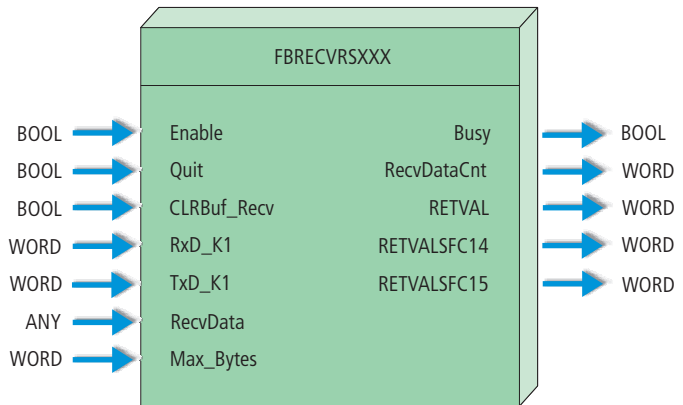 FBRECVRSXXX
BOOL Enable Busy BOOL
BOOL Quit RecvDataCnt WORD
BOOL CLRBuf_Recv RETVAL WORD
WORD RxD_K1 RETVALSFC14 WORD
WORD TxD_K1 RETVALSFC15 WORD
ANY RecvData
WORD Max_Bytes